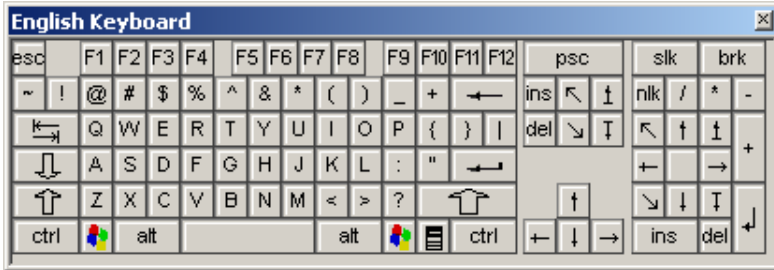 English Keyboard
esc F1 F2 F3 F4 F5 F6 F7 F8 F9 F10 F11 F12 psc slk brk
~ ! @ # $ % ^ & * ( ) _ + ← ins ↖ ↥ nlk / * -
↹ Q W E R T Y U I O P { } | del ↘ ↧ ↖ ↑ ↥ +
⇩ A S D F G H J K L : " ↵ ← →
⇧ Z X C V B N M < > ? ⇧ ↑ ↘ ↓ ↧ ↵
ctrl alt alt ctrl ← ↓ → ins del